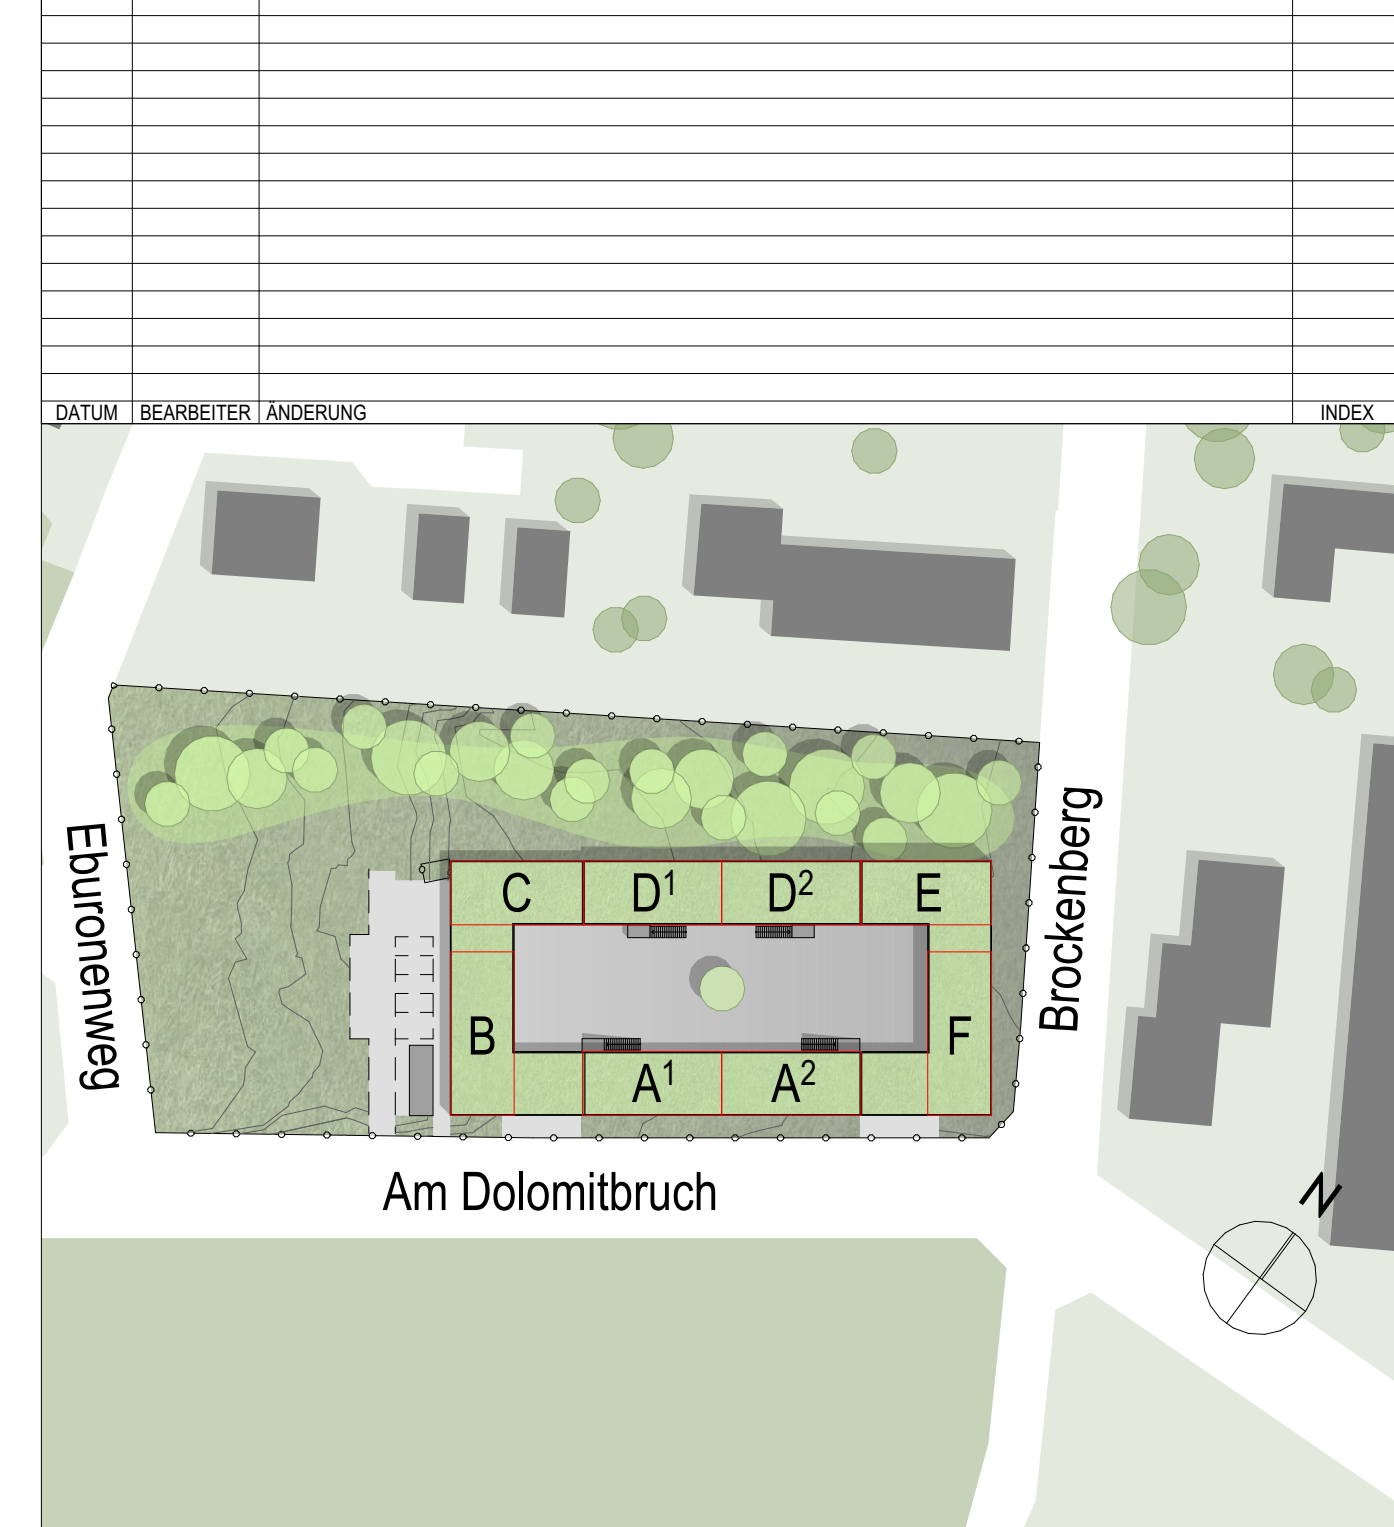 DATUM BEARBEITER ÄNDERUNG INDEX
Eburonenweg
Brockenberg
C D¹ D² E
B F
A¹ A²
Am Dolomitbruch
N